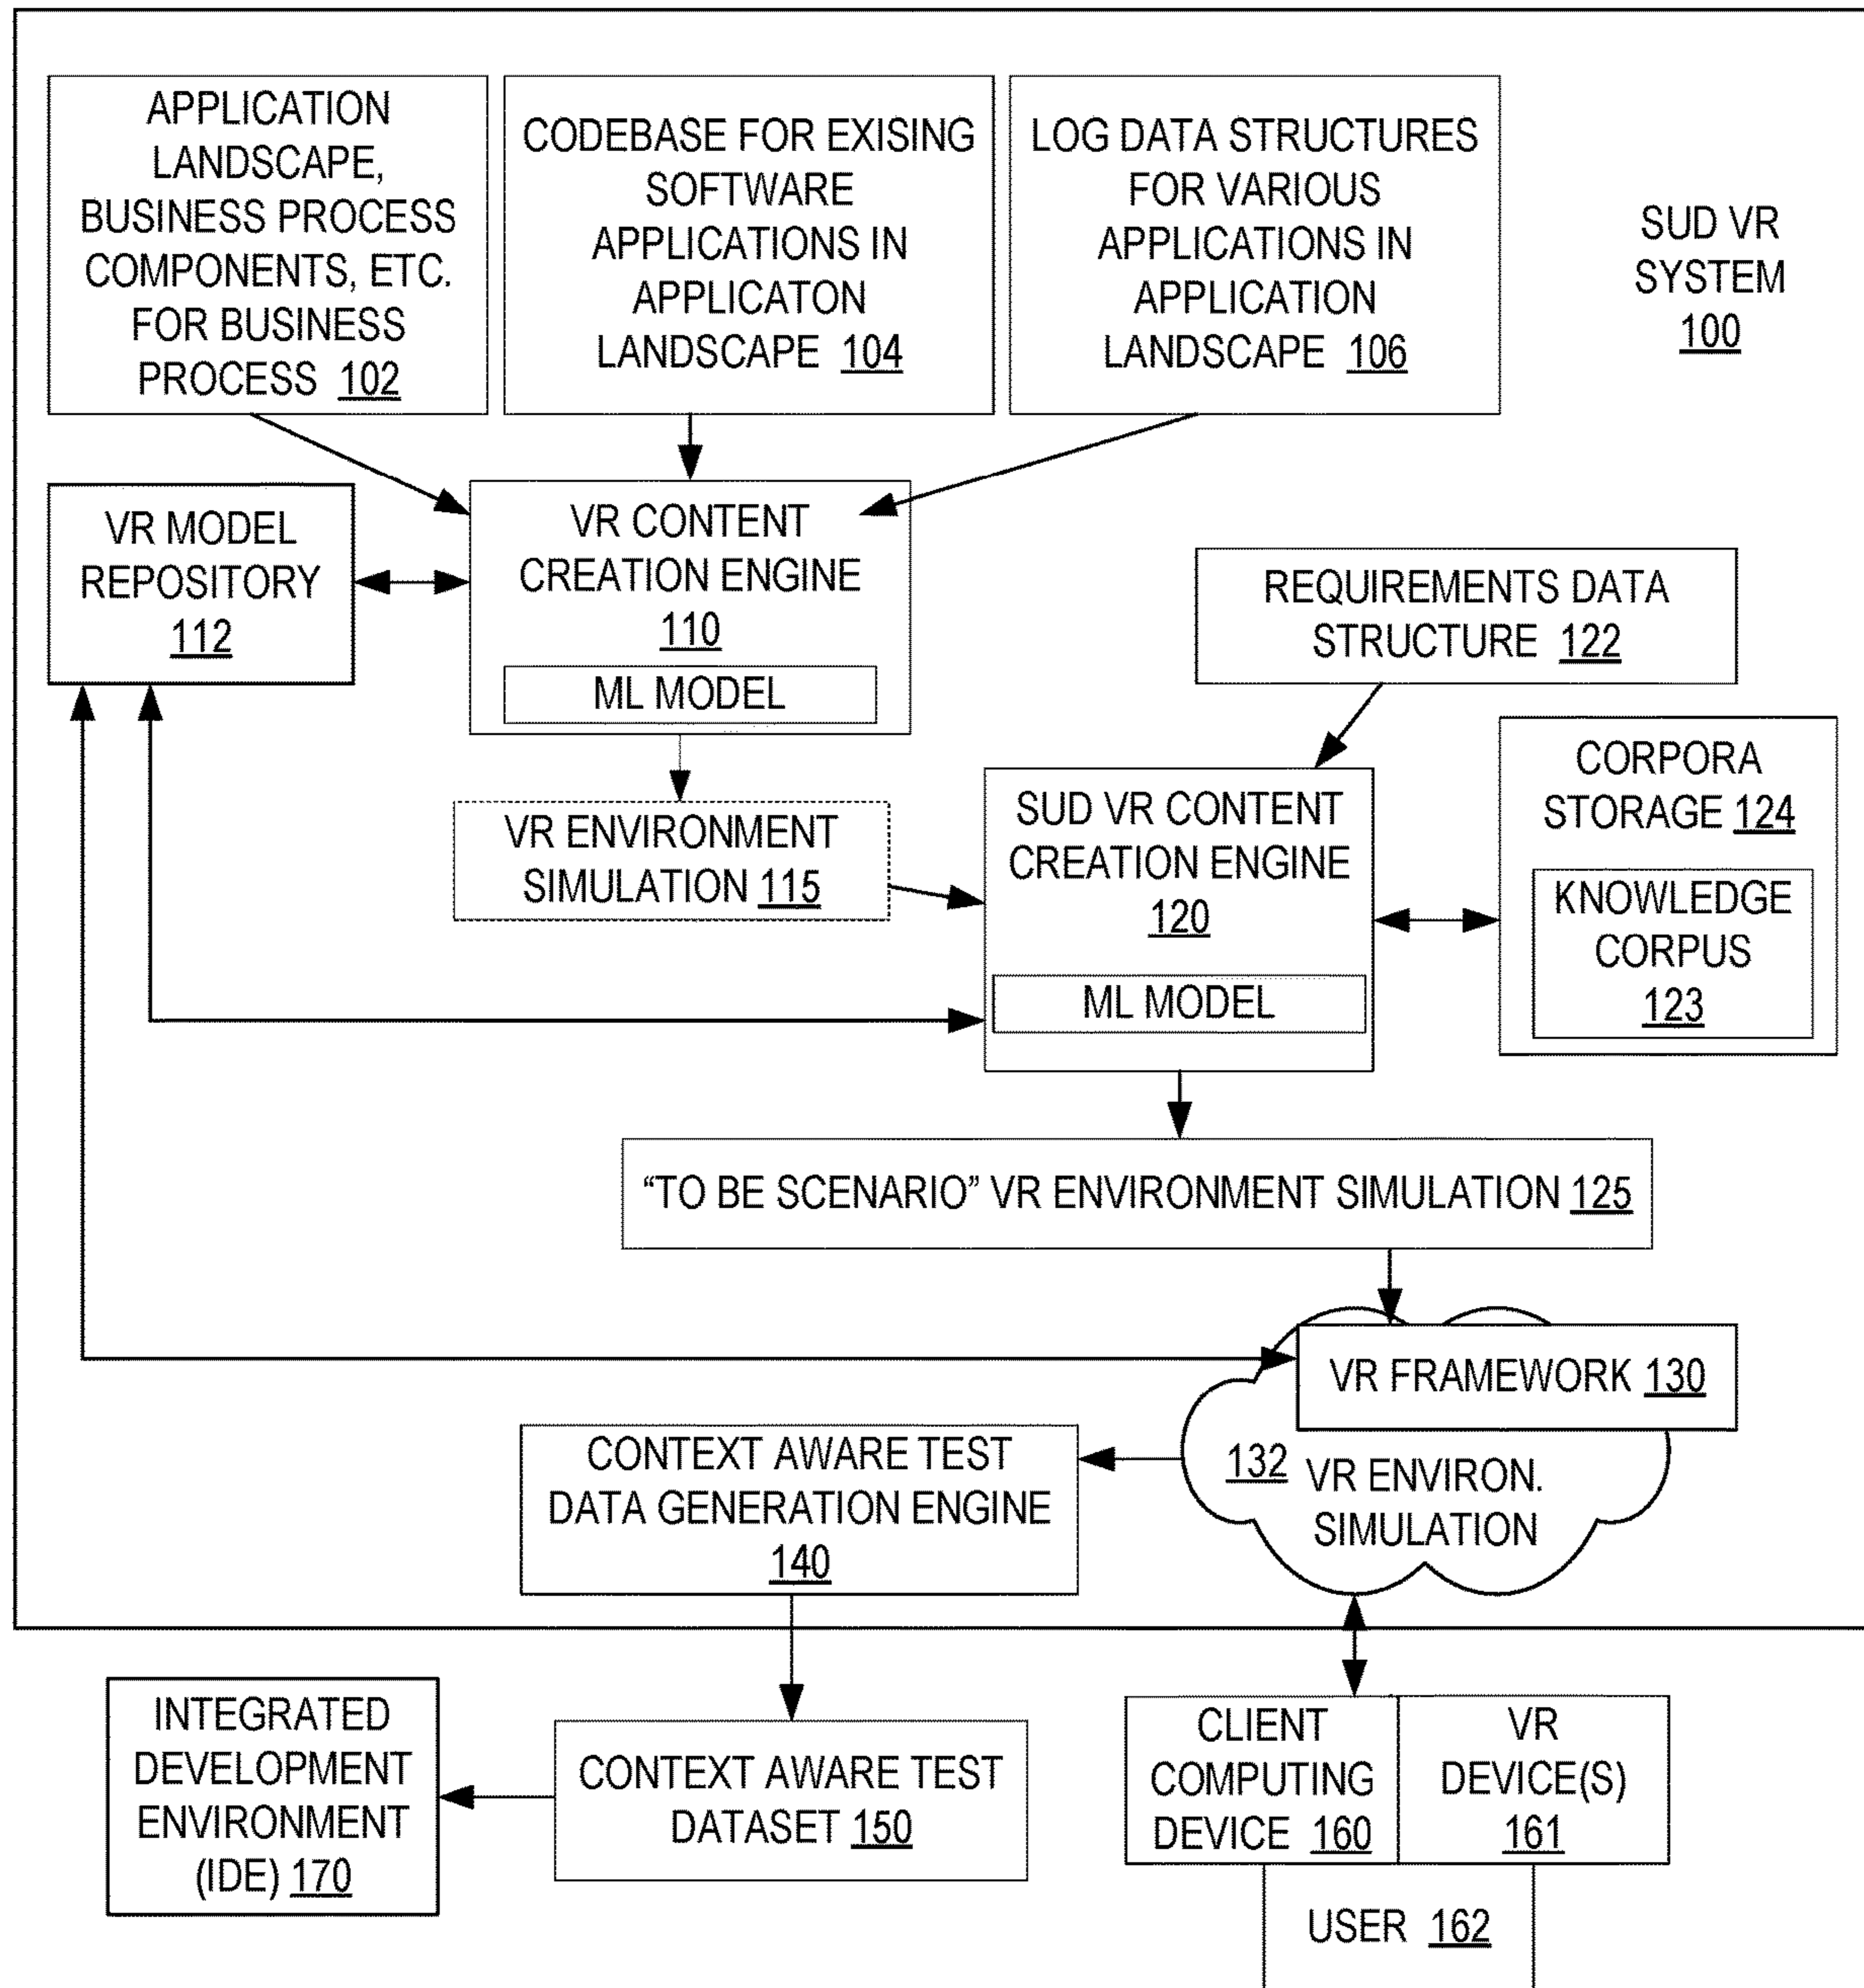 APPLICATION
LANDSCAPE,
BUSINESS PROCESS
COMPONENTS, ETC.
FOR BUSINESS
PROCESS 102
CODEBASE FOR EXISING
SOFTWARE
APPLICATIONS IN
APPLICATON
LANDSCAPE 104
LOG DATA STRUCTURES
FOR VARIOUS
APPLICATIONS IN
APPLICATION
LANDSCAPE 106
SUD VR
SYSTEM
100
VR MODEL
REPOSITORY
112
VR CONTENT
CREATION ENGINE
110
ML MODEL
REQUIREMENTS DATA
STRUCTURE 122
VR ENVIRONMENT
SIMULATION 115
SUD VR CONTENT
CREATION ENGINE
120
ML MODEL
CORPORA
STORAGE 124
KNOWLEDGE
CORPUS
123
“TO BE SCENARIO” VR ENVIRONMENT SIMULATION 125
VR FRAMEWORK 130
132 VR ENVIRON.
SIMULATION
CONTEXT AWARE TEST
DATA GENERATION ENGINE
140
INTEGRATED
DEVELOPMENT
ENVIRONMENT
(IDE) 170
CONTEXT AWARE TEST
DATASET 150
CLIENT
COMPUTING
DEVICE 160
VR
DEVICE(S)
161
USER 162